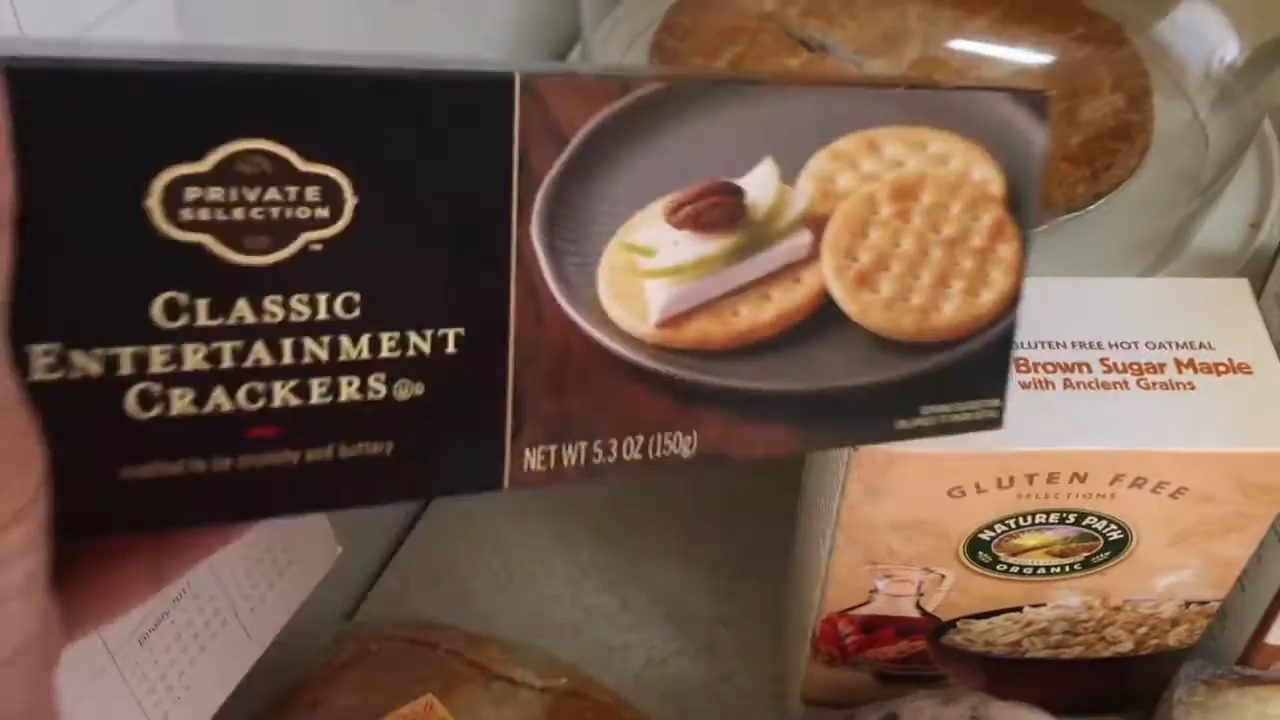 PRIVATE
SELECTION
CLASSIC
ENTERTAINMENT
CRACKERS
NET WT 5.3 OZ (150g)
GLUTEN FREE HOT OATMEAL
Brown Sugar Maple
with Ancient Grains
GLUTEN FREE
SELECTIONS
NATURE'S PATH
ORGANIC